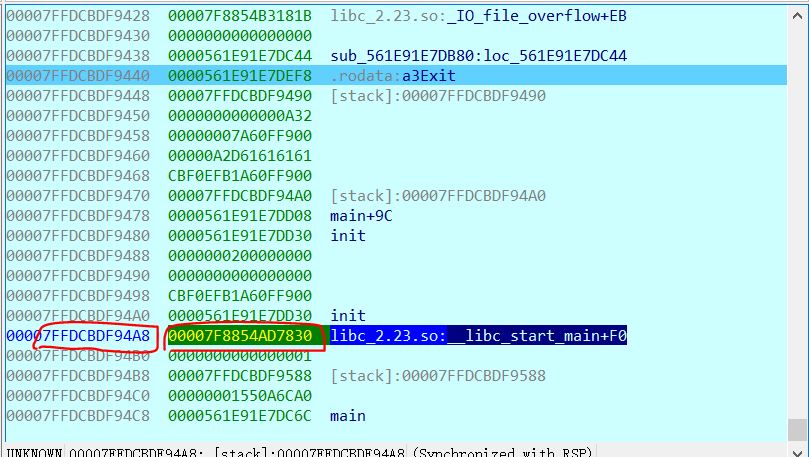 00007FFDCBDF9428 00007F8854B3181B libc_2.23.so:_IO_file_overflow+EB
00007FFDCBDF9430 0000000000000000
00007FFDCBDF9438 0000561E91E7DC44 sub_561E91E7DB80:loc_561E91E7DC44
00007FFDCBDF9440 0000561E91E7DEF8 .rodata:a3Exit
00007FFDCBDF9448 00007FFDCBDF9490 [stack]:00007FFDCBDF9490
00007FFDCBDF9450 0000000000000A32
00007FFDCBDF9458 00000007A60FF900
00007FFDCBDF9460 00000A2D61616161
00007FFDCBDF9468 CBF0EFB1A60FF900
00007FFDCBDF9470 00007FFDCBDF94A0 [stack]:00007FFDCBDF94A0
00007FFDCBDF9478 0000561E91E7DD08 main+9C
00007FFDCBDF9480 0000561E91E7DD30 init
00007FFDCBDF9488 0000000200000000
00007FFDCBDF9490 0000000000000000
00007FFDCBDF9498 CBF0EFB1A60FF900
00007FFDCBDF94A0 0000561E91E7DD30 init
00007FFDCBDF94A8 00007F8854AD7830 libc_2.23.so:__libc_start_main+F0
00007FFDCBDF94B0 0000000000000001
00007FFDCBDF94B8 00007FFDCBDF9588 [stack]:00007FFDCBDF9588
00007FFDCBDF94C0 00000001550A6CA0
00007FFDCBDF94C8 0000561E91E7DC6C main
UNKNOWN 00007FFDCBDF94A8: [stack]:00007FFDCBDF94A8 (Synchronized with RSP)